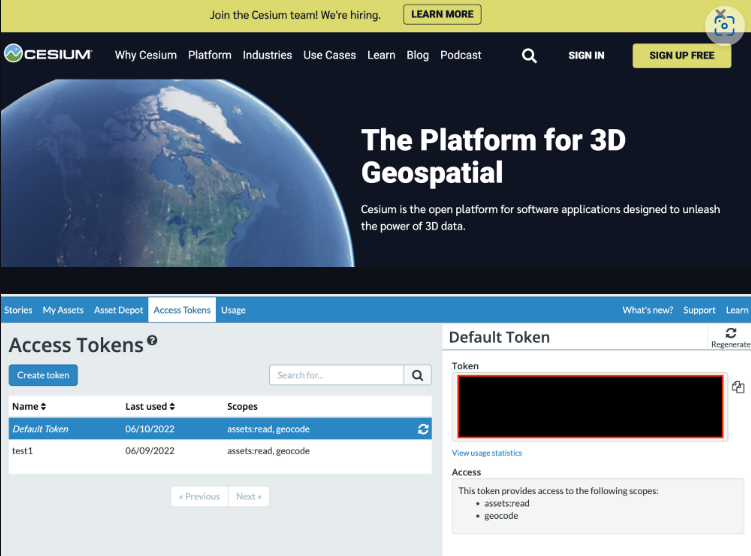 Join the Cesium team! We're hiring. LEARN MORE
CESIUM Why Cesium Platform Industries Use Cases Learn Blog Podcast SIGN IN SIGN UP FREE
The Platform for 3D
Geospatial
Cesium is the open platform for software applications designed to unleash
the power of 3D data.
Stories My Assets Asset Depot Access Tokens Usage What's new? Support Learn
Access Tokens
Create token Search for...
Name Last used Scopes
Default Token 06/10/2022 assets:read, geocode
test1 06/09/2022 assets:read, geocode
« Previous Next »
Default Token
Regenerate
Token
View usage statistics
Access
This token provides access to the following scopes:
• assets:read
• geocode